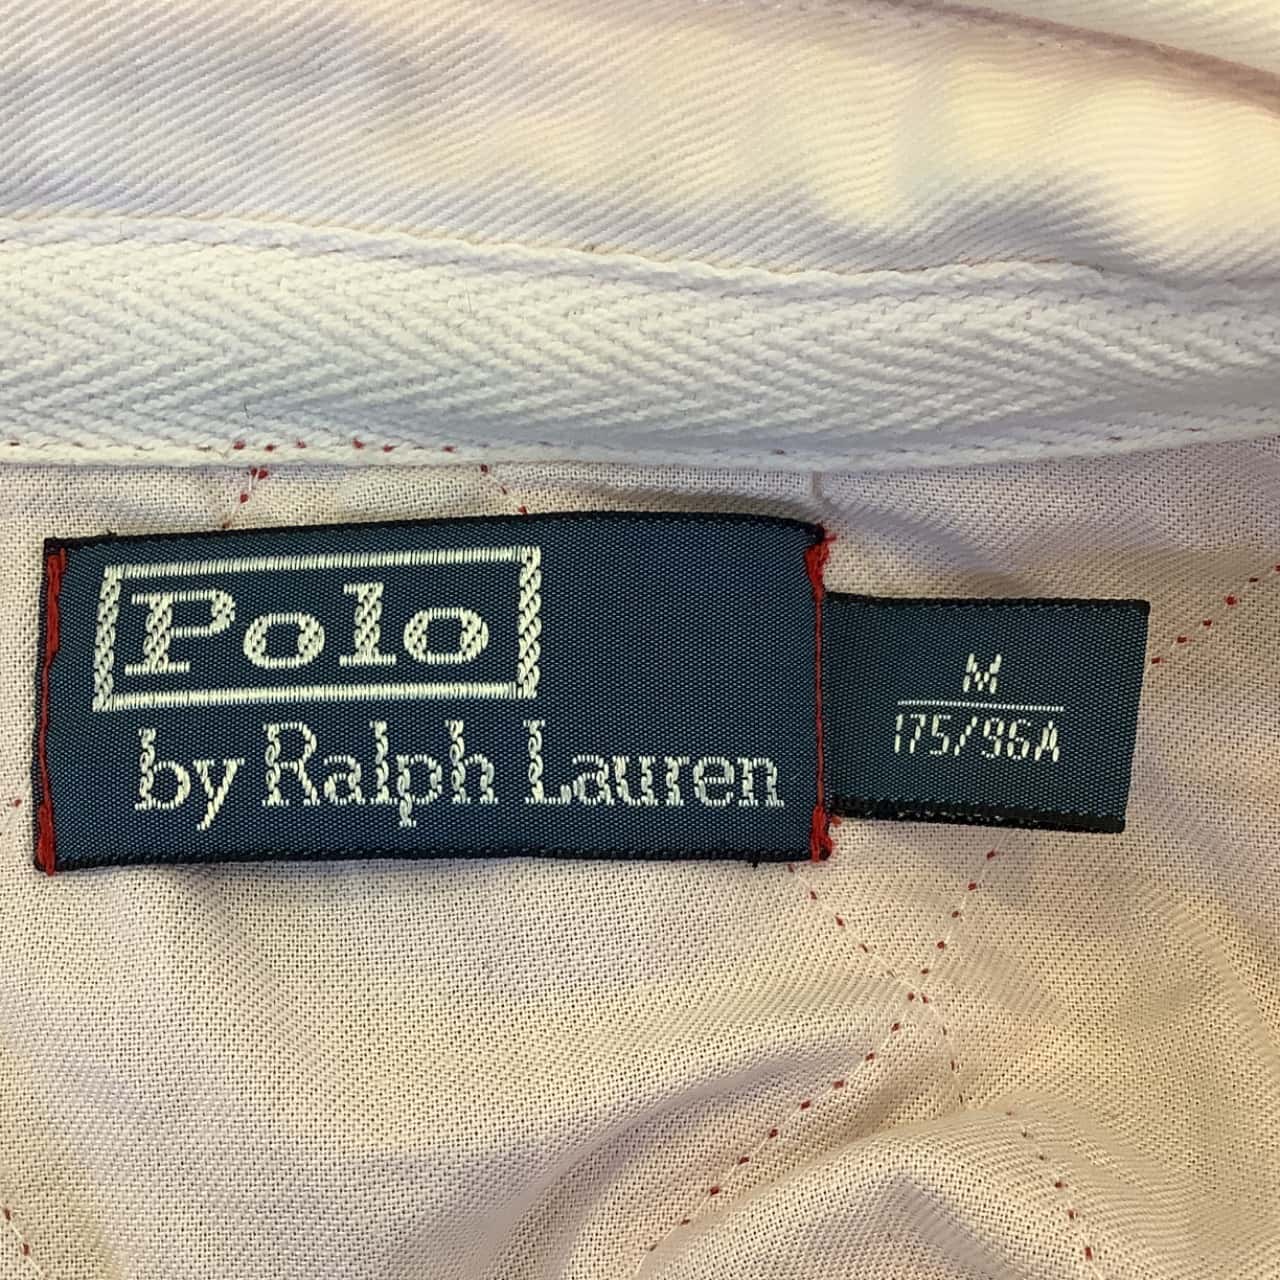 Polo
by Ralph Lauren
M
175/96A